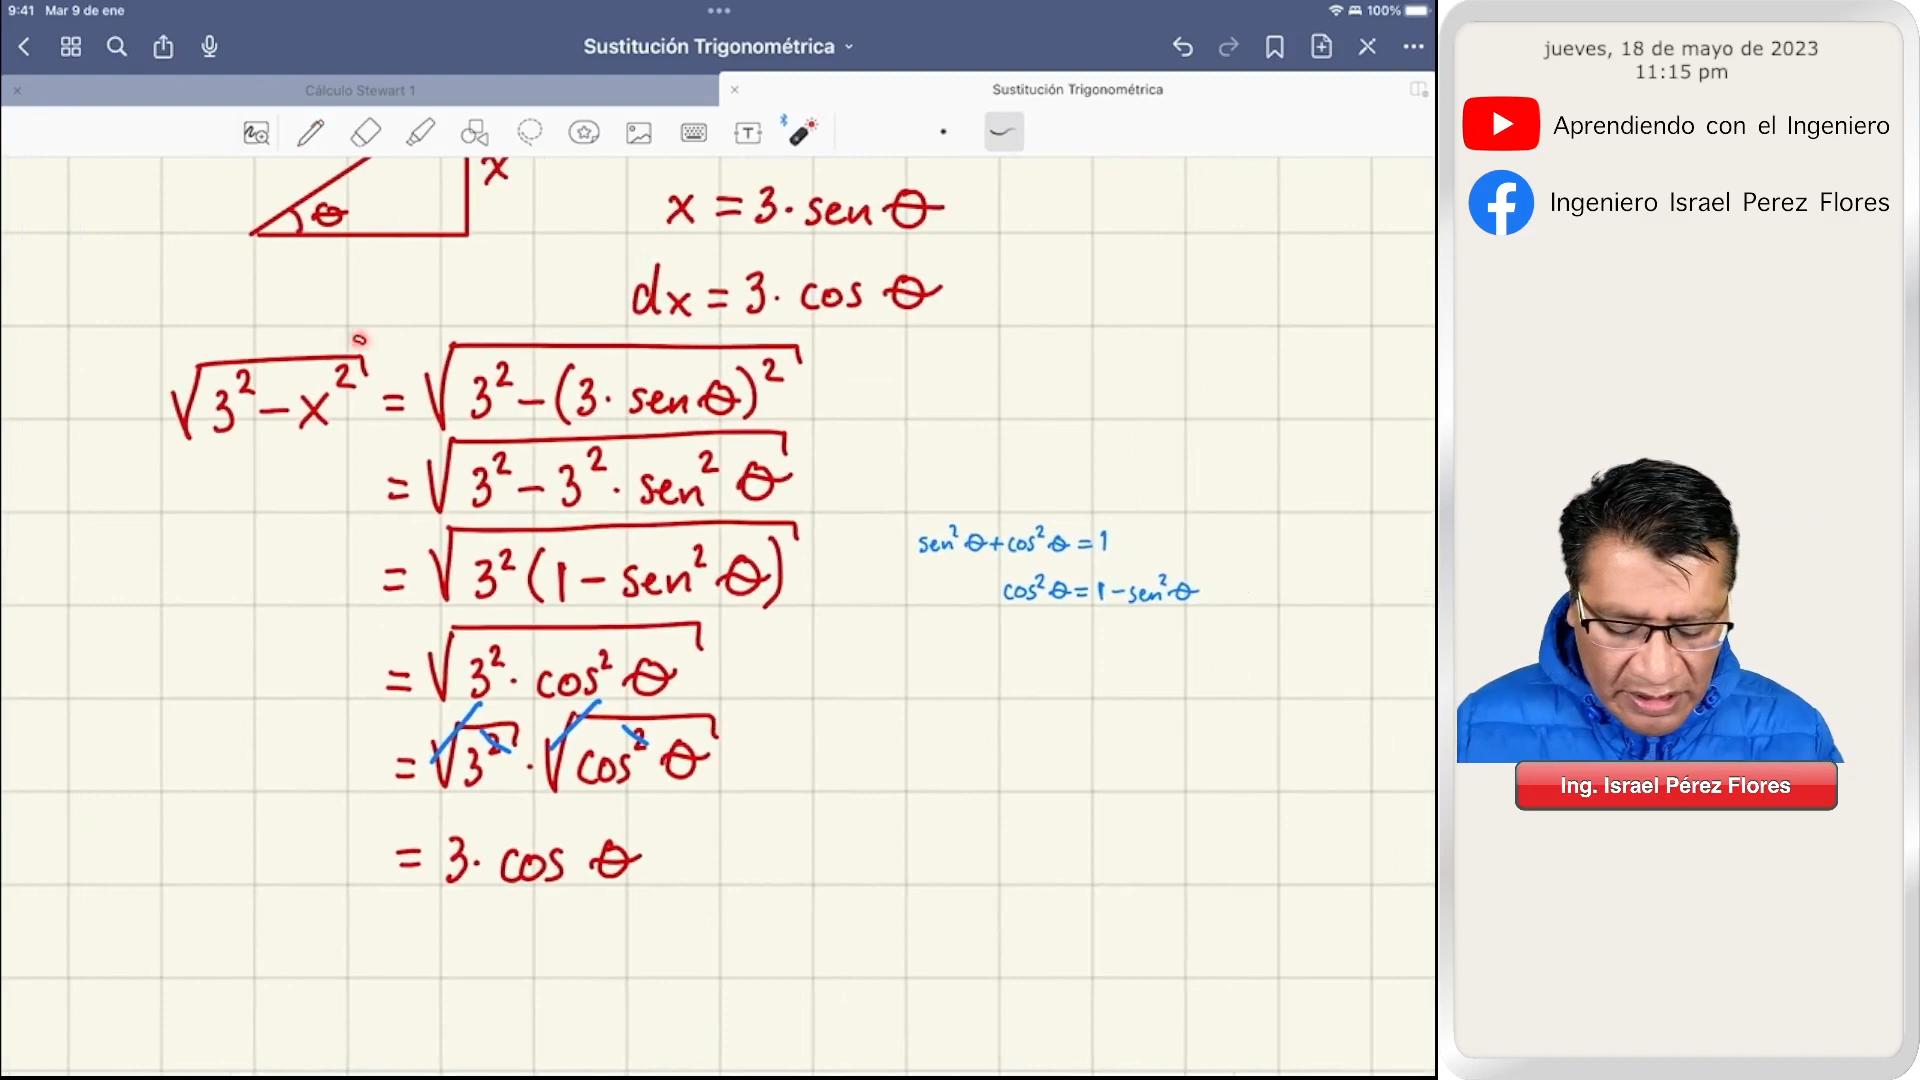 9:41 Mar 9 de ene
100%
Sustitución Trigonométrica
Cálculo Stewart 1
Sustitución Trigonométrica
T
x
θ
x = 3 · sen θ
dx = 3 · cos θ
√(3² − x²) = √(3² − (3 · sen θ)²)
= √(3² − 3² · sen² θ)
= √(3² (1 − sen² θ))
= √(3² · cos² θ)
= √(3²) · √(cos² θ)
= 3 · cos θ
sen² θ + cos² θ = 1
cos² θ = 1 − sen² θ
jueves, 18 de mayo de 2023
11:15 pm
Aprendiendo con el Ingeniero
Ingeniero Israel Perez Flores
Ing. Israel Pérez Flores